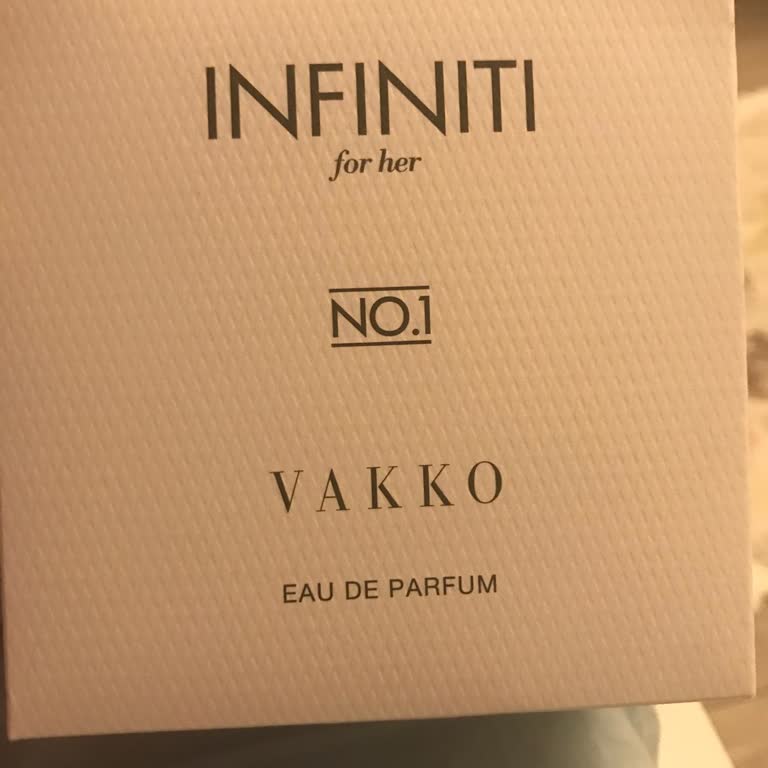 INFINITI
for her
NO.1
VAKKO
EAU DE PARFUM